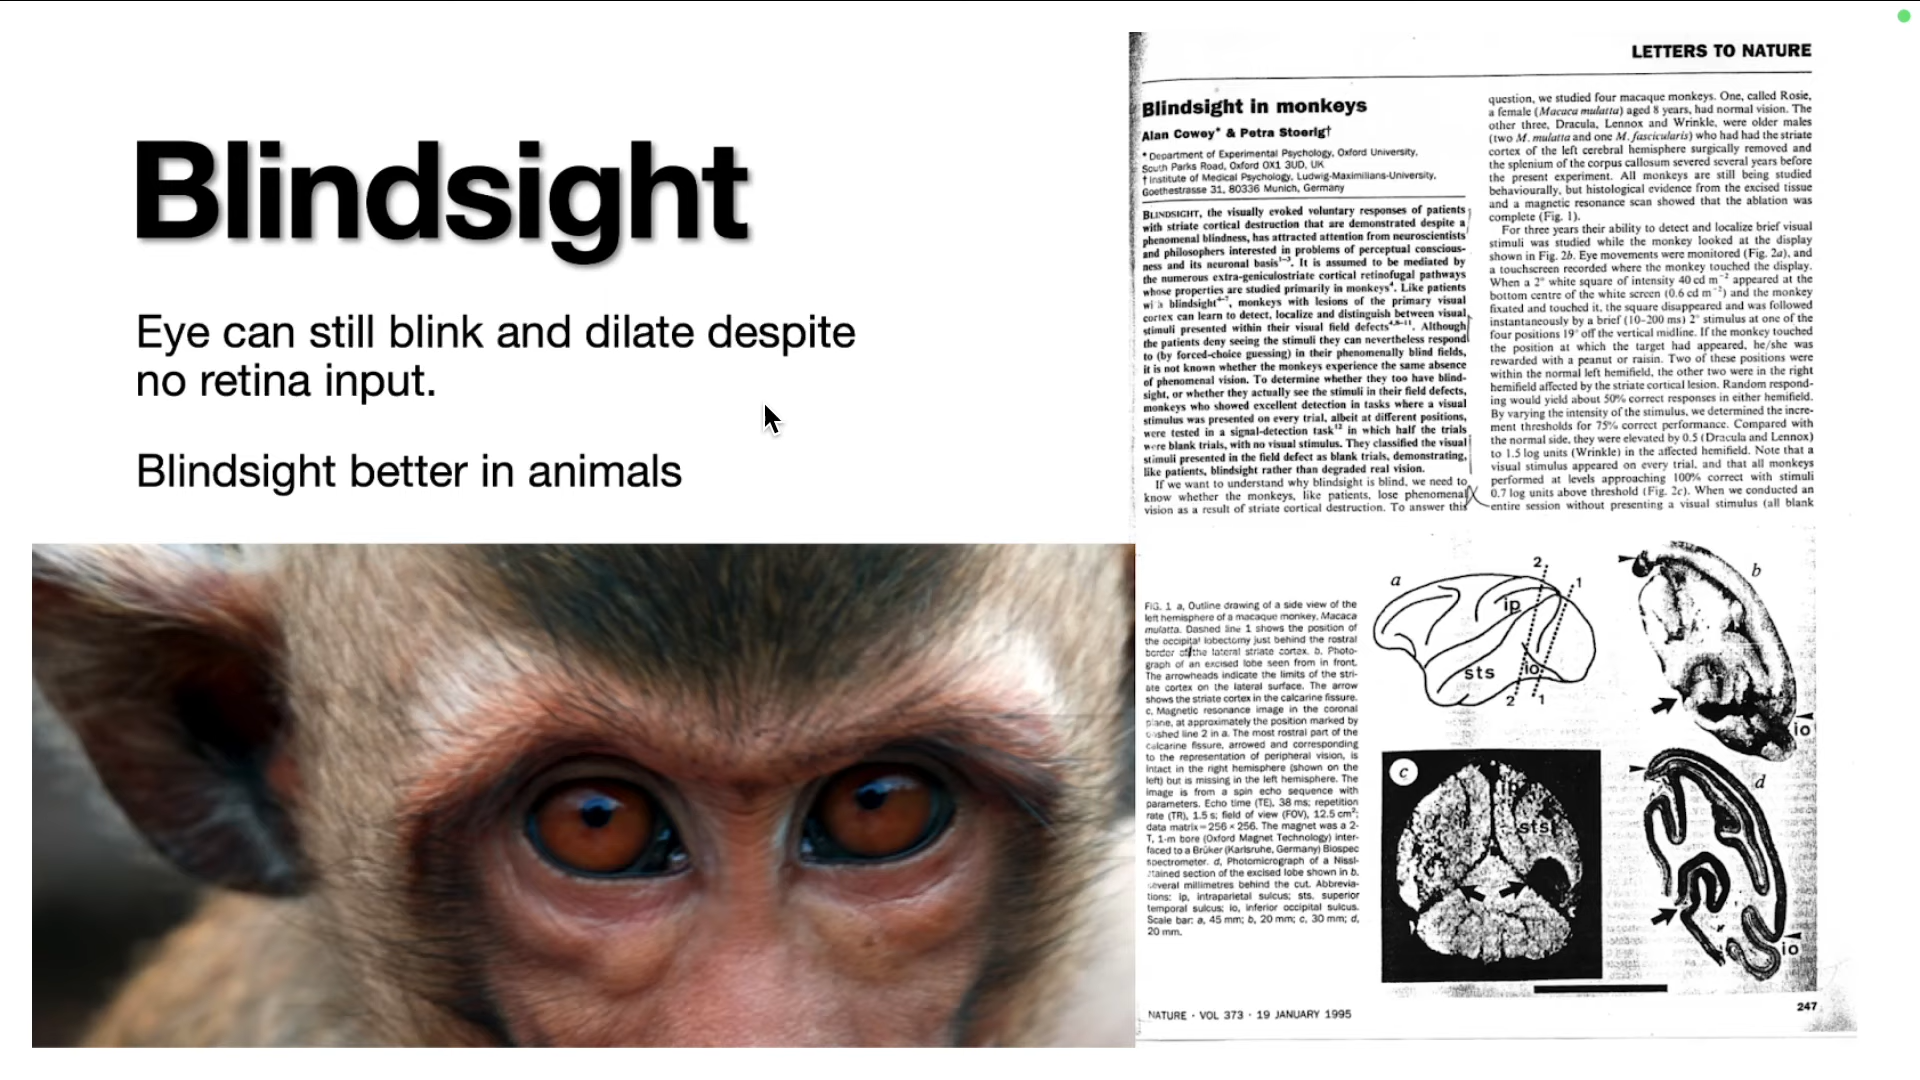 Blindsight
Eye can still blink and dilate despite
no retina input.
Blindsight better in animals
LETTERS TO NATURE
Blindsight in monkeys
Alan Cowey* & Petra Stoerig†
* Department of Experimental Psychology, Oxford University,
South Parks Road, Oxford OX1 3UD, UK
† Institute of Medical Psychology, Ludwig-Maximilians-University,
Goethestrasse 31, 80336 Munich, Germany
BLINDSIGHT, the visually evoked voluntary responses of patients
with striate cortical destruction that are demonstrated despite a
phenomenal blindness, has attracted attention from neuroscientists
and philosophers interested in problems of perceptual conscious-
ness and its neuronal basis¹⁻³. It is assumed to be mediated by
the numerous extra-geniculostriate cortical retinofugal pathways
whose properties are studied primarily in monkeys⁴. Like patients
with blindsight⁴⁻⁷, monkeys with lesions of the primary visual
cortex can learn to detect, localize and distinguish between visual
stimuli presented within their visual field defects. Although
the patients deny seeing the stimuli they can nevertheless respond
to (by forced-choice guessing) in their phenomenally blind fields,
it is not known whether the monkeys experience the same absence
of phenomenal vision. To determine whether they too have blind-
sight, or whether they actually see the stimuli in their field defects,
monkeys who showed excellent detection in tasks where a visual
stimulus was presented on every trial, albeit at different positions,
were tested in a signal-detection task¹² in which half the trials
were blank trials, with no visual stimulus. They classified the visual
stimuli presented in the field defect as blank trials, demonstrating,
like patients, blindsight rather than degraded real vision.
If we want to understand why blindsight is blind, we need to
know whether the monkeys, like patients, lose phenomenal
vision as a result of striate cortical destruction. To answer this
question, we studied four macaque monkeys. One, called Rosie,
a female (Macaca mulatta) aged 8 years, had normal vision. The
other three, Dracula, Lennox and Wrinkle, were older males
(two M. mulatta and one M. fascicularis) who had had the striate
cortex of the left cerebral hemisphere surgically removed and
the splenium of the corpus callosum severed several years before
the present experiment. All monkeys are still being studied
behaviourally, but histological evidence from the excised tissue
and a magnetic resonance scan showed that the ablation was
complete (Fig. 1).
For three years their ability to detect and localize brief visual
stimuli was studied while the monkey looked at the display
shown in Fig. 2b. Eye movements were monitored (Fig. 2a), and
a touchscreen recorded where the monkey touched the display.
When a 2° white square of intensity 40 cd m⁻² appeared at the
bottom centre of the white screen (0.6 cd m⁻²) and the monkey
fixated and touched it, the square disappeared and was followed
instantaneously by a brief (10–200 ms) 2° stimulus at one of the
four positions 19° off the vertical midline. If the monkey touched
the position at which the target had appeared, he/she was
rewarded with a peanut or raisin. Two of these positions were
within the normal left hemifield, the other two were in the right
hemifield affected by the striate cortical lesion. Random respond-
ing would yield about 50% correct responses in either hemifield.
By varying the intensity of the stimulus, we determined the incre-
ment thresholds for 75% correct performance. Compared with
the normal side, they were elevated by 0.5 (Dracula and Lennox)
to 1.5 log units (Wrinkle) in the affected hemifield. Note that a
visual stimulus appeared on every trial, and that all monkeys
performed at levels approaching 100% correct with stimuli
0.7 log units above threshold (Fig. 2c). When we conducted an
entire session without presenting a visual stimulus (all blank
FIG. 1 a, Outline drawing of a side view of the
left hemisphere of a macaque monkey, Macaca
mulatta. Dashed line 1 shows the position of
the occipital lobectomy just behind the rostral
border of the lateral striate cortex. b, Photo-
graph of an excised lobe seen from in front.
The arrowheads indicate the limits of the stri-
ate cortex on the lateral surface. The arrow
shows the striate cortex in the calcarine fissure.
c, Magnetic resonance image in the coronal
plane, at approximately the position marked by
dashed line 2 in a. The most rostral part of the
calcarine fissure, arrowed and corresponding
to the representation of peripheral vision, is
intact in the right hemisphere (shown on the
left) but is missing in the left hemisphere. The
image is from a spin echo sequence with
parameters. Echo time (TE), 38 ms; repetition
rate (TR), 1.5 s; field of view (FOV), 12.5 cm²;
data matrix=256 × 256. The magnet was a 2-
T, 1-m bore (Oxford Magnet Technology) inter-
faced to a Brüker (Karlsruhe, Germany) Biospec
spectrometer. d, Photomicrograph of a Nissl-
stained section of the excised lobe shown in b,
several millimetres behind the cut. Abbrevia-
tions: ip, intraparietal sulcus; sts, superior
temporal sulcus; io, inferior occipital sulcus.
Scale bar: a, 45 mm; b, 20 mm; c, 30 mm; d,
20 mm.
a
2
1
ip
sts
io
2
1
b
io
c
ip
sts
d
io
NATURE · VOL 373 · 19 JANUARY 1995
247